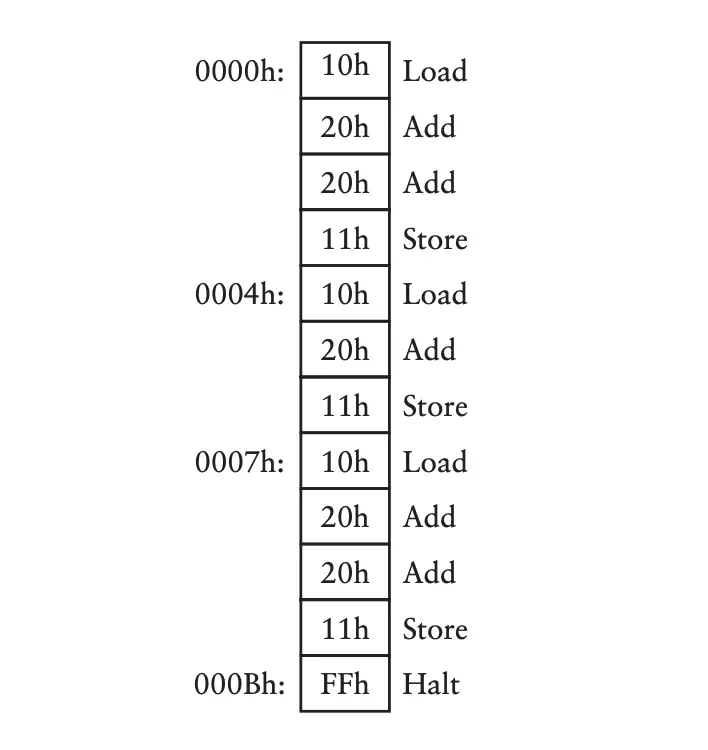 0000h: 10h Load
20h Add
20h Add
11h Store
0004h: 10h Load
20h Add
11h Store
0007h: 10h Load
20h Add
20h Add
11h Store
000Bh: FFh Halt